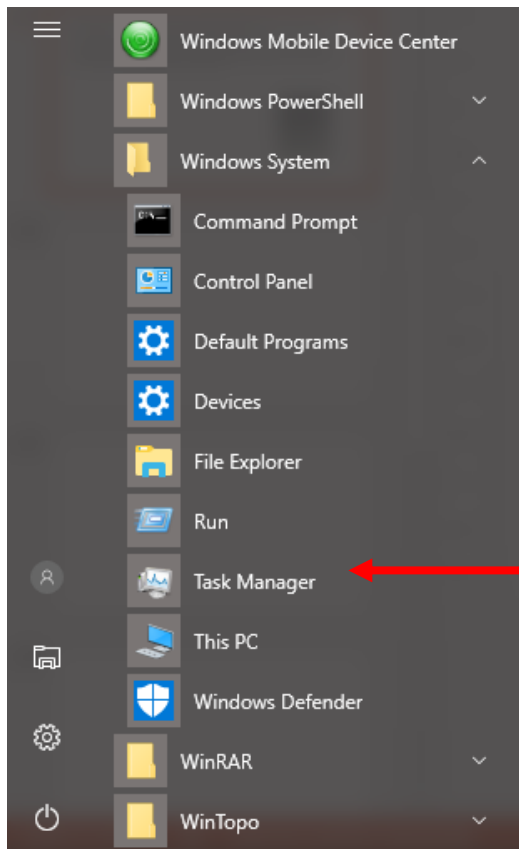 Windows Mobile Device Center
Windows PowerShell
Windows System
Command Prompt
Control Panel
Default Programs
Devices
File Explorer
Run
Task Manager
This PC
Windows Defender
WinRAR
WinTopo